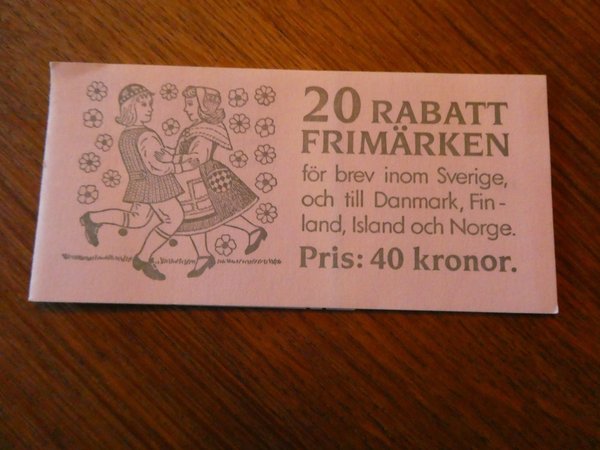 20 RABATT
FRIMÄRKEN
för brev inom Sverige,
och till Danmark, Fin-
land, Island och Norge.
Pris: 40 kronor.